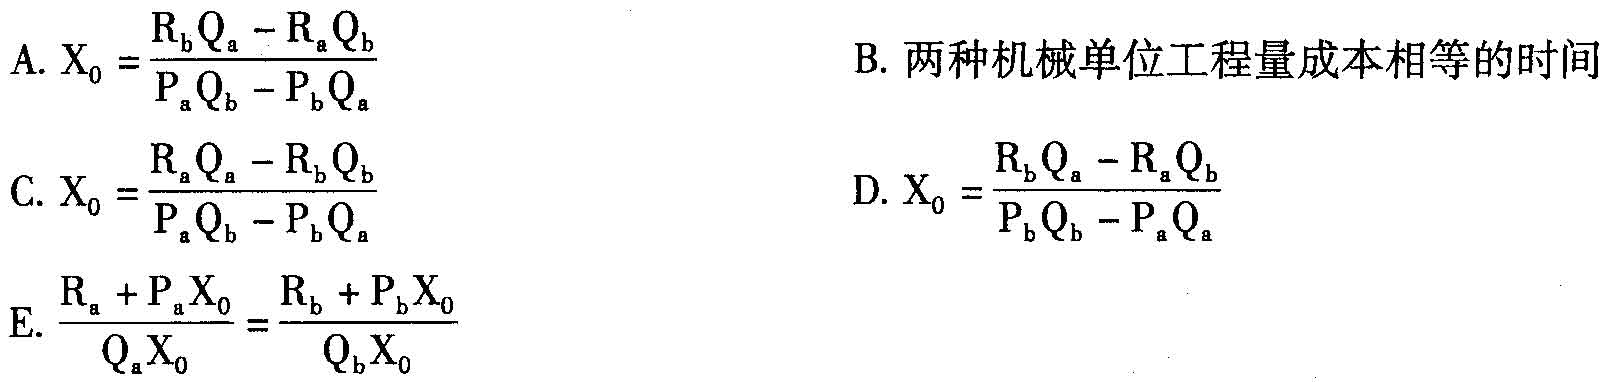 A. X₀ = (R_bQ_a − R_aQ_b) / (P_aQ_b − P_bQ_a) B. 两种机械单位工程量成本相等的时间
C. X₀ = (R_aQ_a − R_bQ_b) / (P_aQ_b − P_bQ_a) D. X₀ = (R_bQ_a − R_aQ_b) / (P_bQ_b − P_aQ_a)
E. (R_a + P_aX₀) / (Q_aX₀) = (R_b + P_bX₀) / (Q_bX₀)